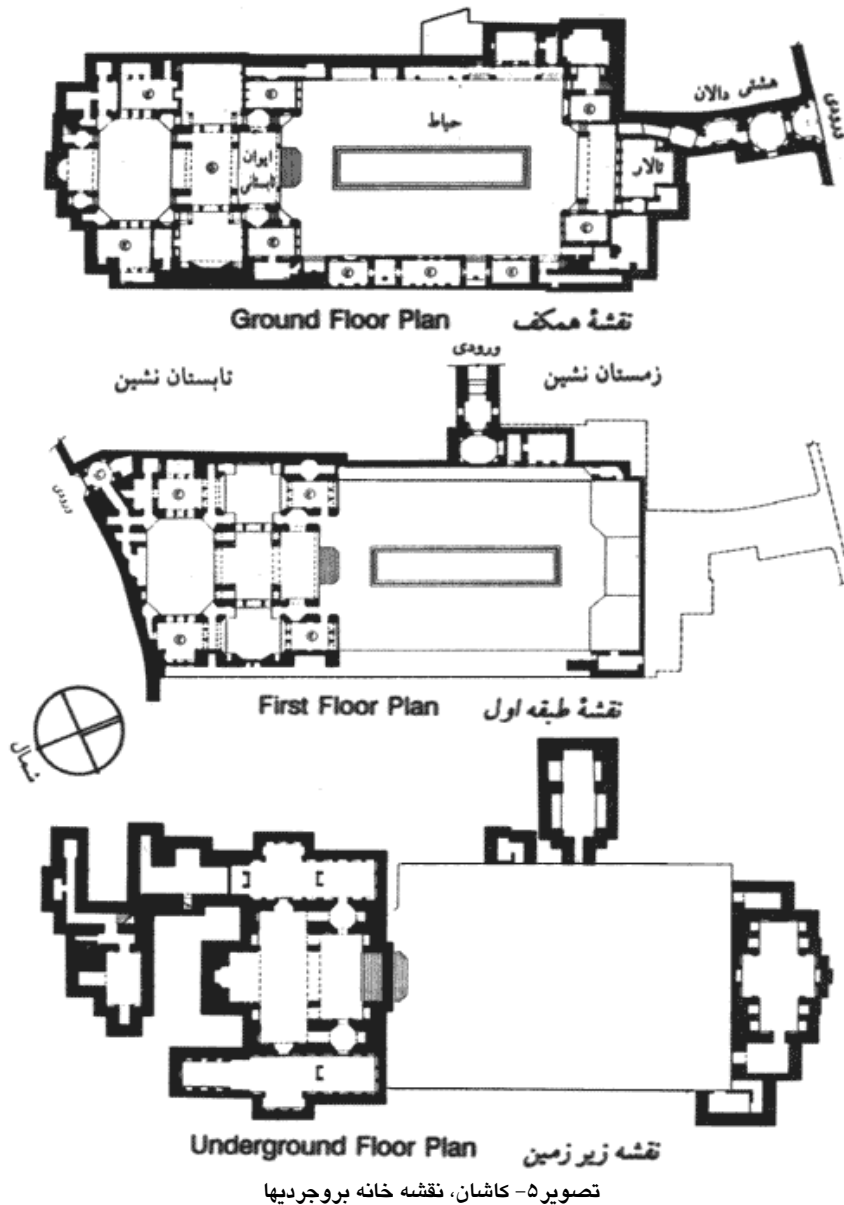 هشتی دالان
ورودی
حیاط
تالار
ایوان
تابستانی
Ground Floor Plan نقشهٔ همکف
ورودی
تابستان نشین
زمستان نشین
ورودی
First Floor Plan نقشهٔ طبقه اول
شمال
Underground Floor Plan نقشه زیر زمین
تصویر۵- کاشان، نقشه خانه بروجردیها